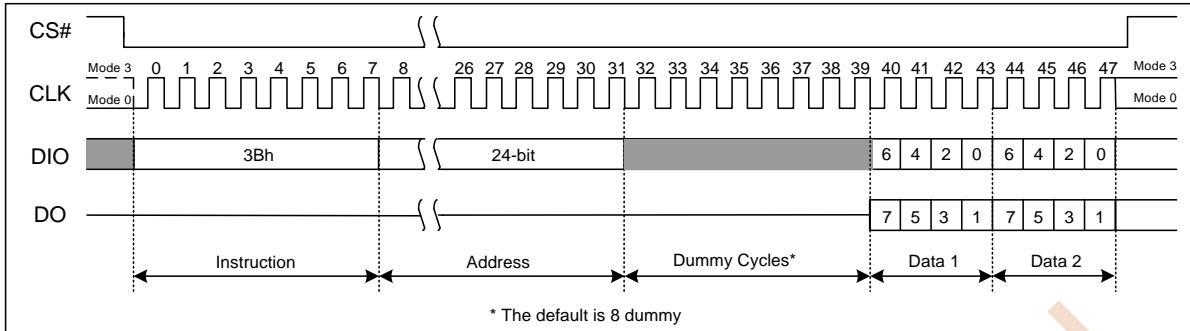 CS#
Mode 3 0 1 2 3 4 5 6 7 8 26 27 28 29 30 31 32 33 34 35 36 37 38 39 40 41 42 43 44 45 46 47 Mode 3
CLK
Mode 0 Mode 0
DIO 3Bh 24-bit 6 4 2 0 6 4 2 0
DO 7 5 3 1 7 5 3 1
Instruction Address Dummy Cycles* Data 1 Data 2
* The default is 8 dummy